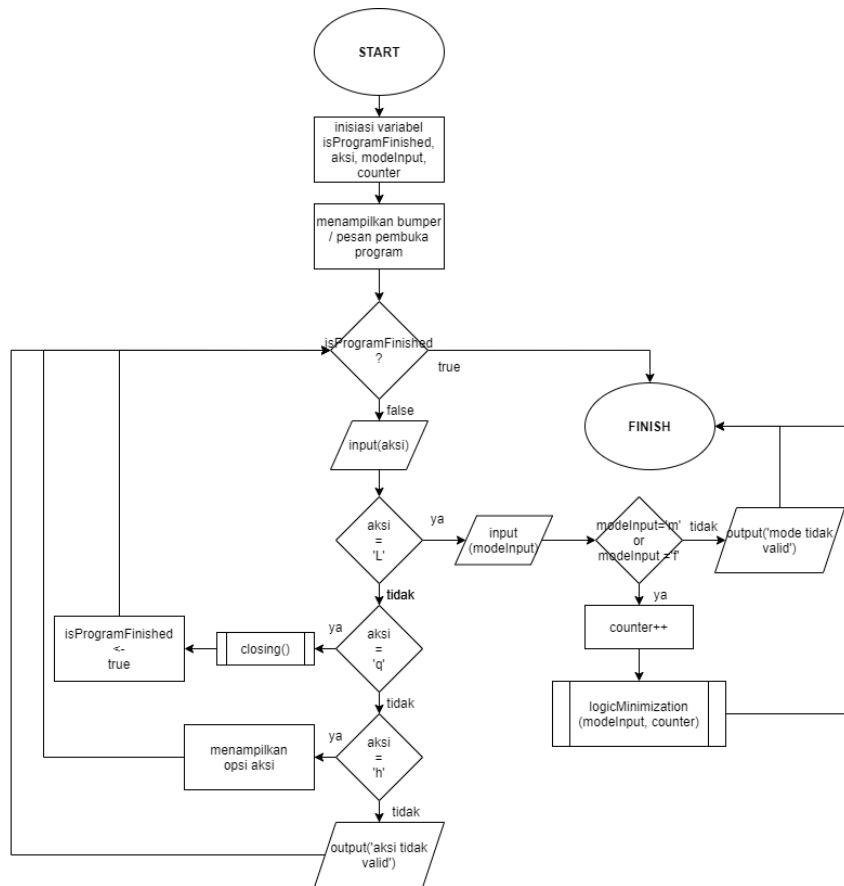 START
inisiasi variabel
isProgramFinished,
aksi, modeInput,
counter
menampilkan bumper
/ pesan pembuka
program
isProgramFinished
?
true
false
FINISH
input(aksi)
aksi
=
'L'
ya
input
(modeInput)
modeInput='m'
or
modeInput ='f'
tidak
output('mode tidak
valid')
tidak
ya
isProgramFinished
<-
true
closing()
ya
aksi
=
'q'
counter++
tidak
logicMinimization
(modeInput, counter)
menampilkan
opsi aksi
ya
aksi
=
'h'
tidak
output('aksi tidak
valid')